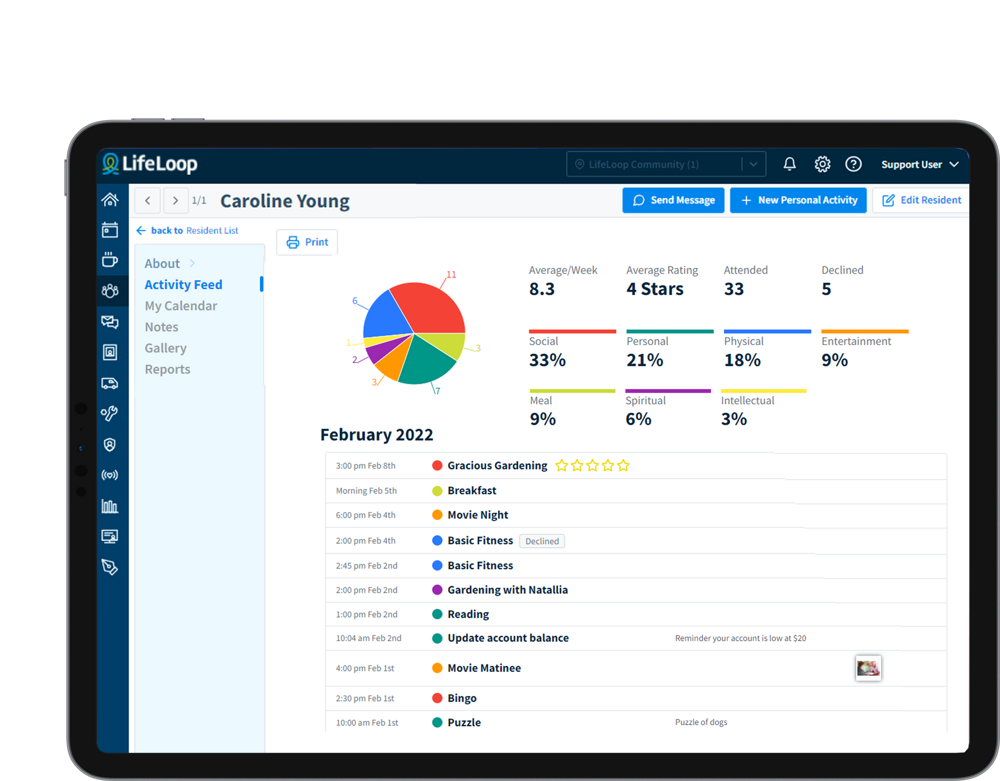 LifeLoop
LifeLoop Community (1)
Support User
1/1
Caroline Young
Send Message
+ New Personal Activity
Edit Resident
back to Resident List
Print
About
Activity Feed
My Calendar
Notes
Gallery
Reports
11
6
1
2
3
7
3
Average/Week
8.3
Average Rating
4 Stars
Attended
33
Declined
5
Social
33%
Personal
21%
Physical
18%
Entertainment
9%
Meal
9%
Spiritual
6%
Intellectual
3%
February 2022
3:00 pm Feb 8th Gracious Gardening
Morning Feb 5th Breakfast
6:00 pm Feb 4th Movie Night
2:00 pm Feb 4th Basic Fitness Declined
2:45 pm Feb 2nd Basic Fitness
2:00 pm Feb 2nd Gardening with Natallia
1:00 pm Feb 2nd Reading
10:04 am Feb 2nd Update account balance Reminder your account is low at $20
4:00 pm Feb 1st Movie Matinee
2:30 pm Feb 1st Bingo
10:00 am Feb 1st Puzzle Puzzle of dogs